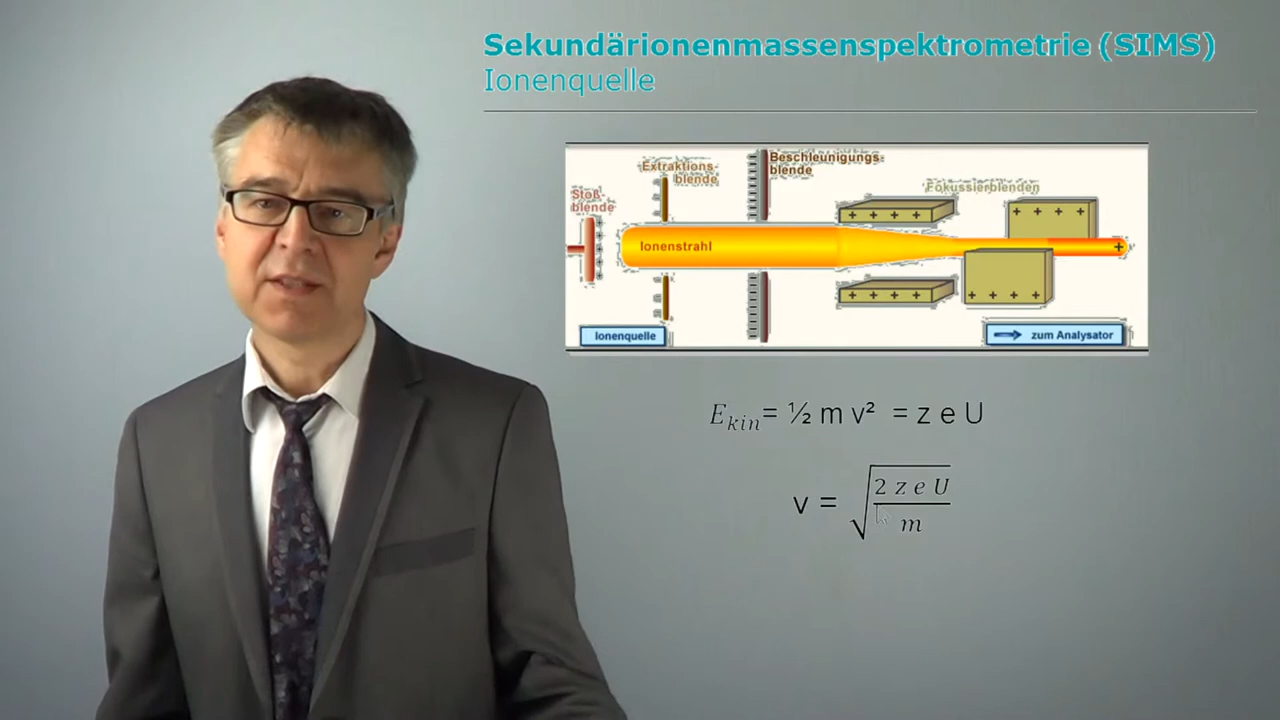 Sekundärionenmassenspektrometrie (SIMS)
Ionenquelle
Extraktions-
blende
Beschleunigungs-
blende
Stoß-
blende
Fokussierblenden
Ionenstrahl
+
+ + + +
+ + + +
+ + + +
+ + + +
Ionenquelle
zum Analysator
E_kin = ½ m v² = z e U
v = √(2 z e U / m)